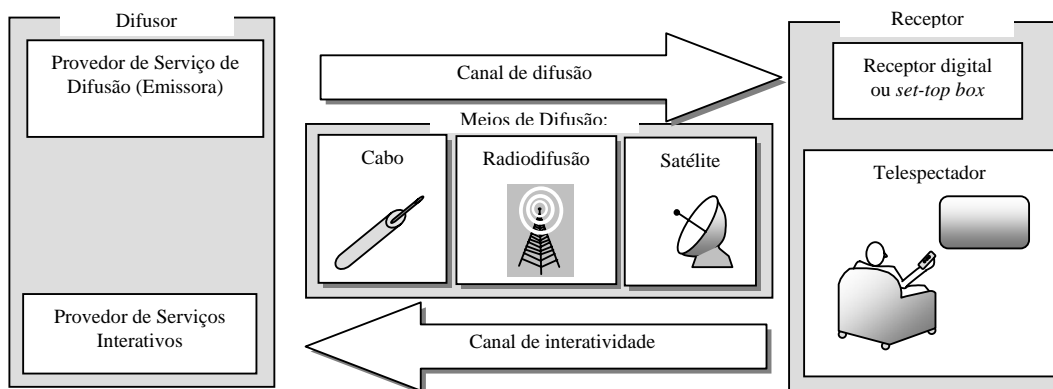 Difusor
Provedor de Serviço de
Difusão (Emissora)
Provedor de Serviços
Interativos
Canal de difusão
Meios de Difusão:
Cabo
Radiodifusão
Satélite
Canal de interatividade
Receptor
Receptor digital
ou set-top box
Telespectador